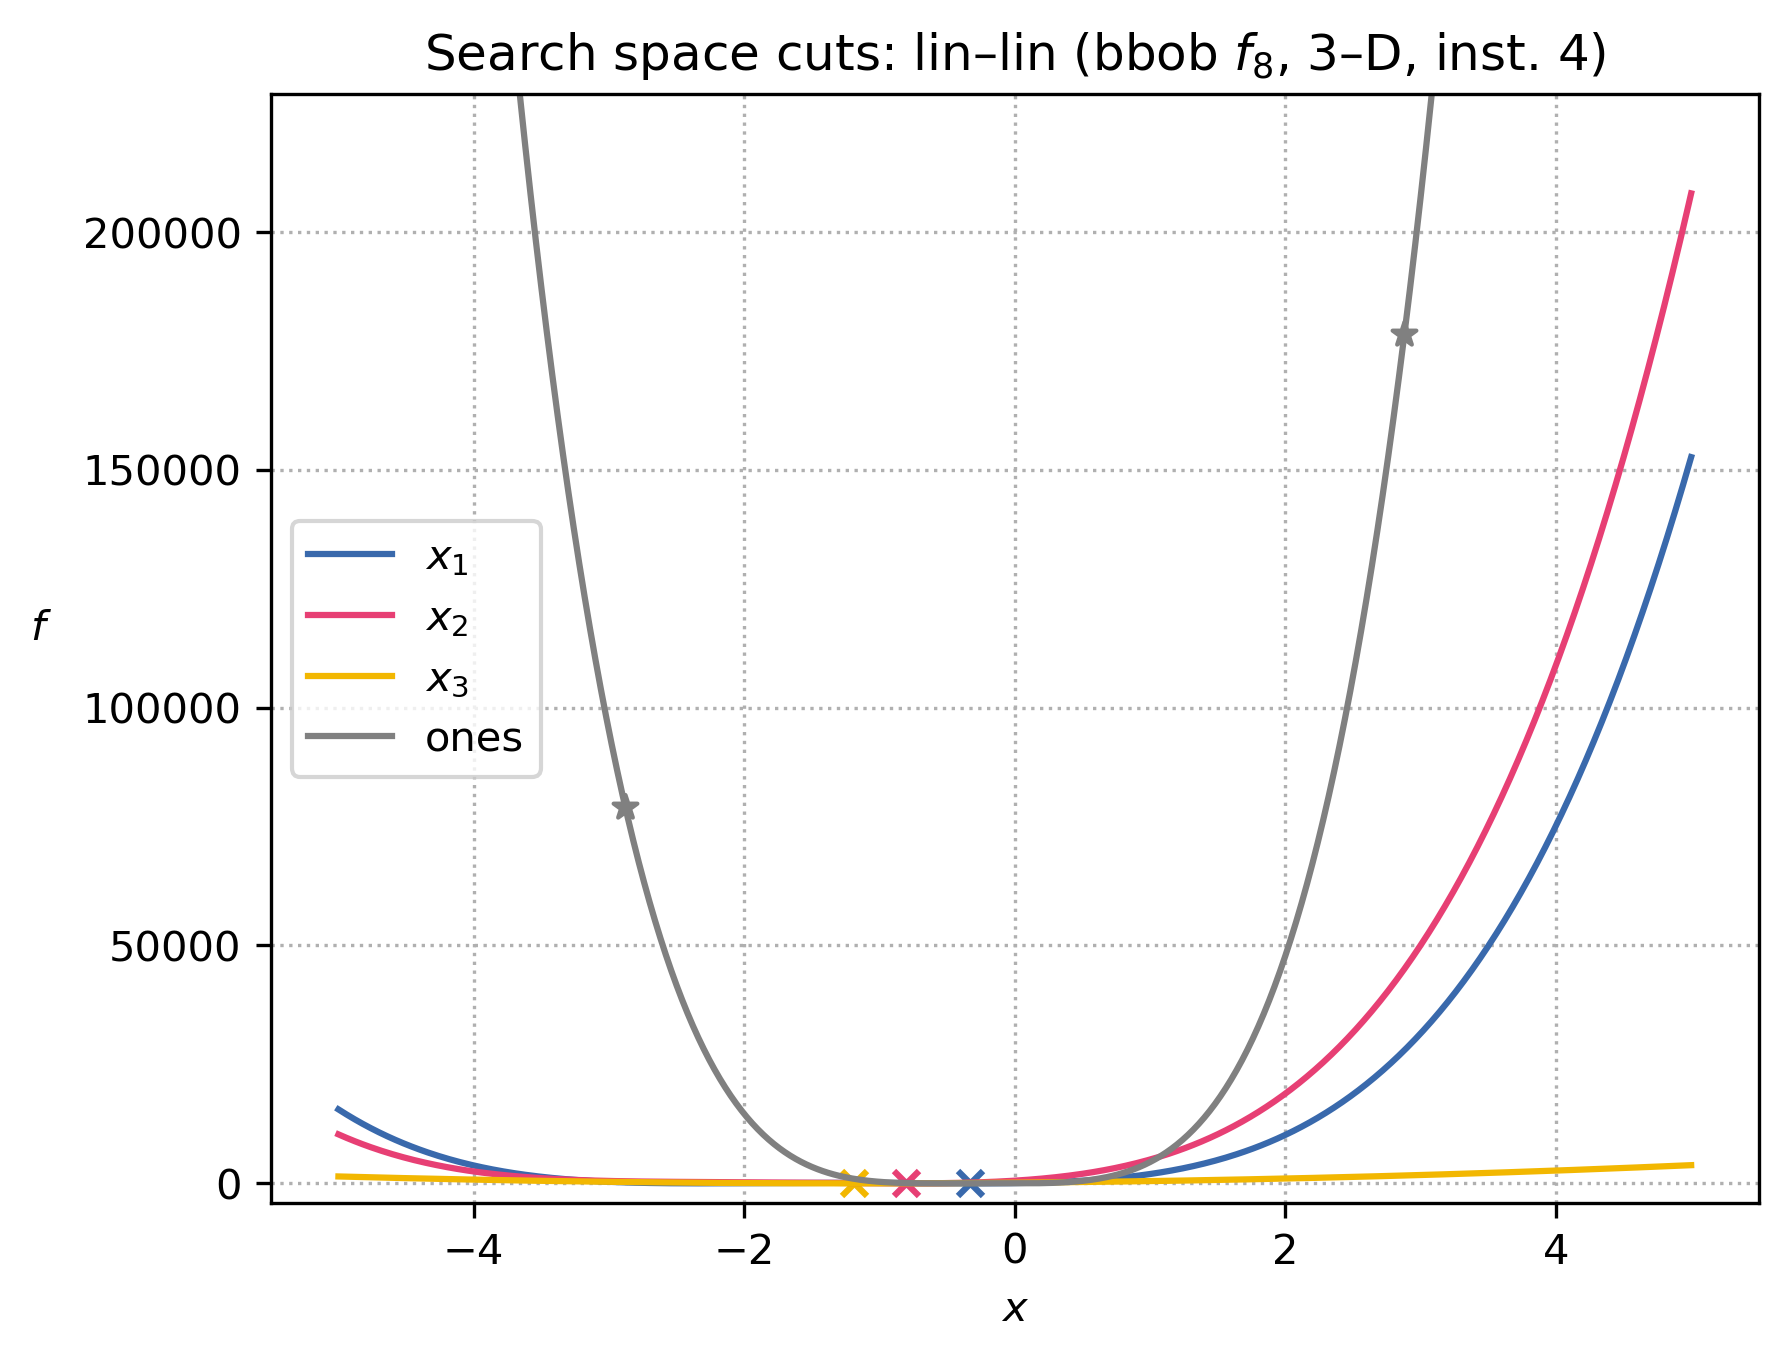 Search space cuts: lin–lin (bbob f₈, 3–D, inst. 4)
200000
150000
100000
50000
0
f
x₁
x₂
x₃
ones
−4 −2 0 2 4
x